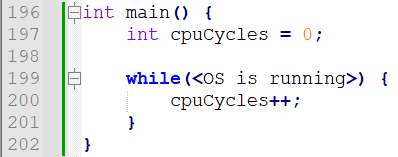 196 int main() {
197 int cpuCycles = 0;
198
199 while(<OS is running>) {
200 cpuCycles++;
201 }
202 }